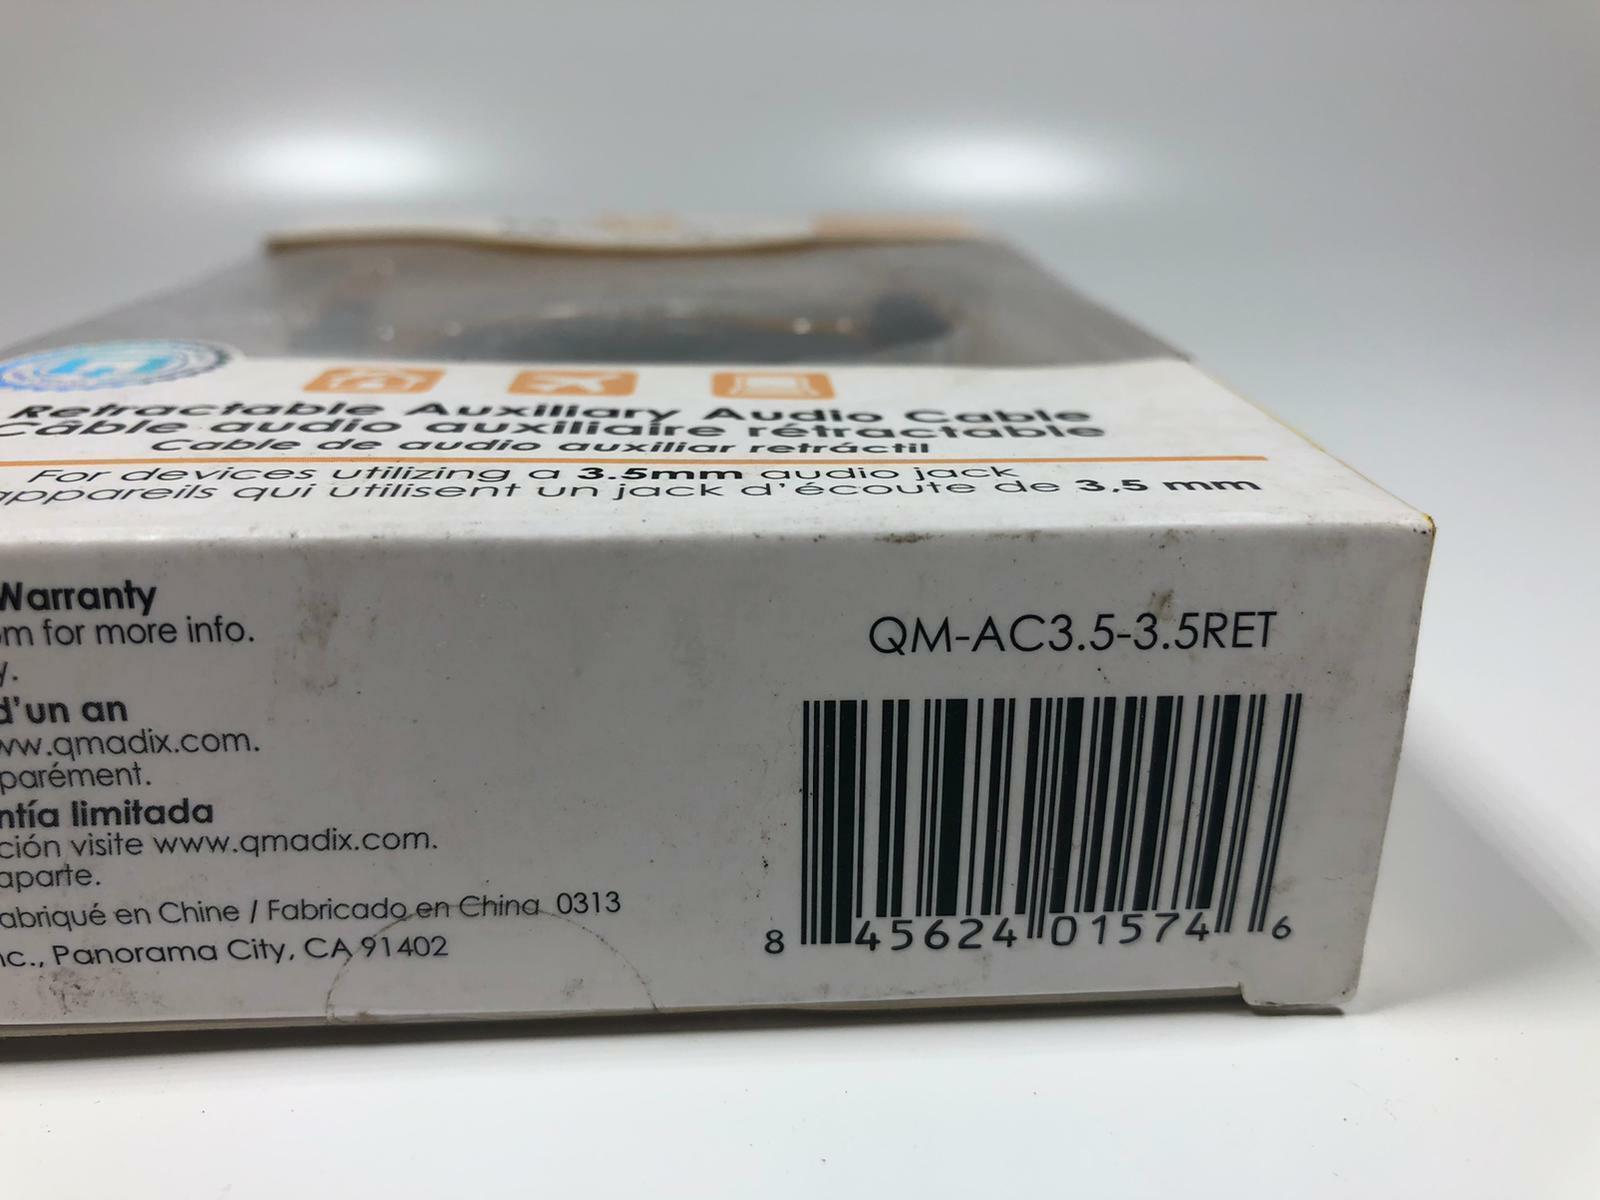 Retractable Auxiliary Audio Cable
Câble audio auxiliaire rétractable
Cable de audio auxiliar retráctil
For devices utilizing a 3.5mm audio jack
appareils qui utilisent un jack d'écoute de 3,5 mm
Warranty
om for more info.
y.
d'un an
ww.qmadix.com.
parément.
ntía limitada
ción visite www.qmadix.com.
aparte.
abriqué en Chine / Fabricado en China 0313
nc., Panorama City, CA 91402
QM-AC3.5-3.5RET
8 45624 01574 6